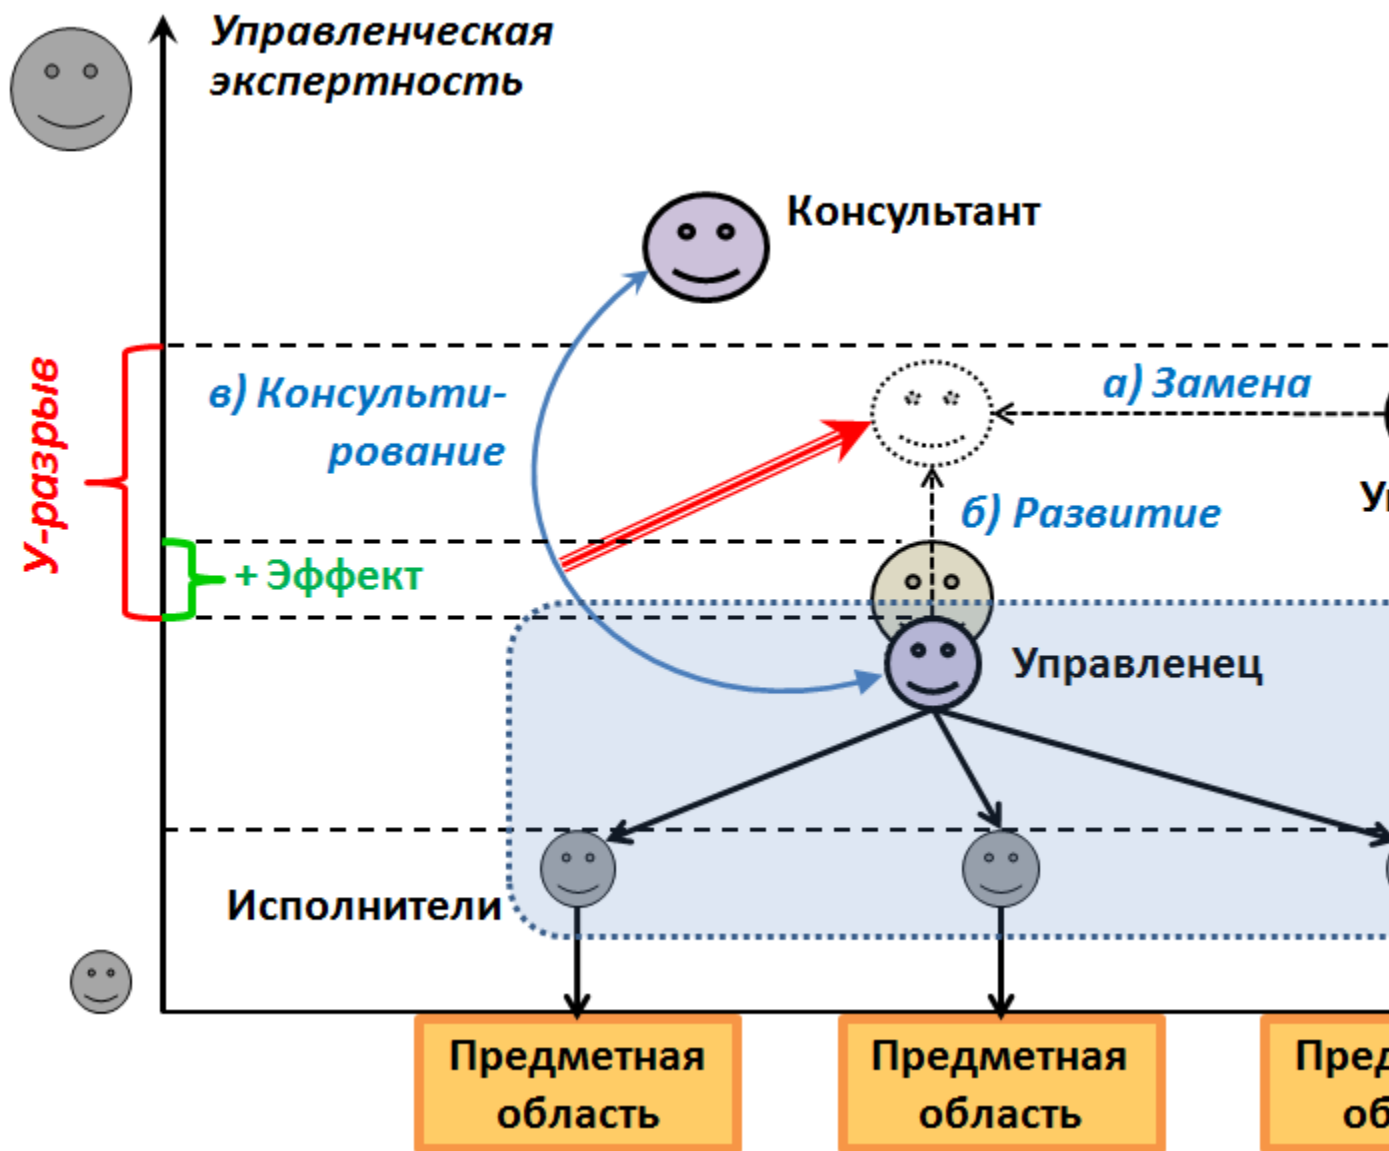 Управленческая
экспертность
Консультант
в) Консульти-
рование
а) Замена
У-разрыв
б) Развитие
+ Эффект
Управленец
Исполнители
Предметная
область
Предметная
область